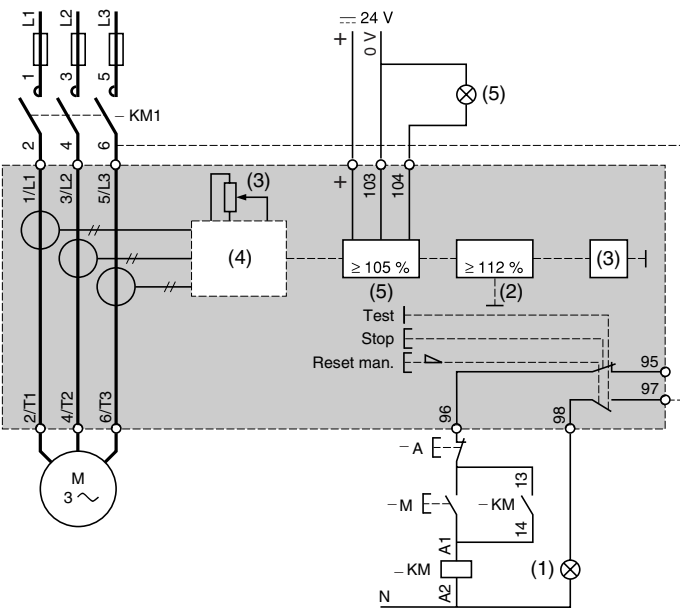 L1 L2 L3
24 V
+ 0 V
1 3 5
(5)
– KM1
2 4 6
1/L1 3/L2 5/L3
+ 103 104
(3)
(4)
≥ 105 %
≥ 112 %
(3)
(5)
(2)
Test
Stop
Reset man.
95
97
2/T1 4/T2 6/T3
96 98
– A
M
3
– M
– KM
13
14
A1
– KM
(1)
A2
N